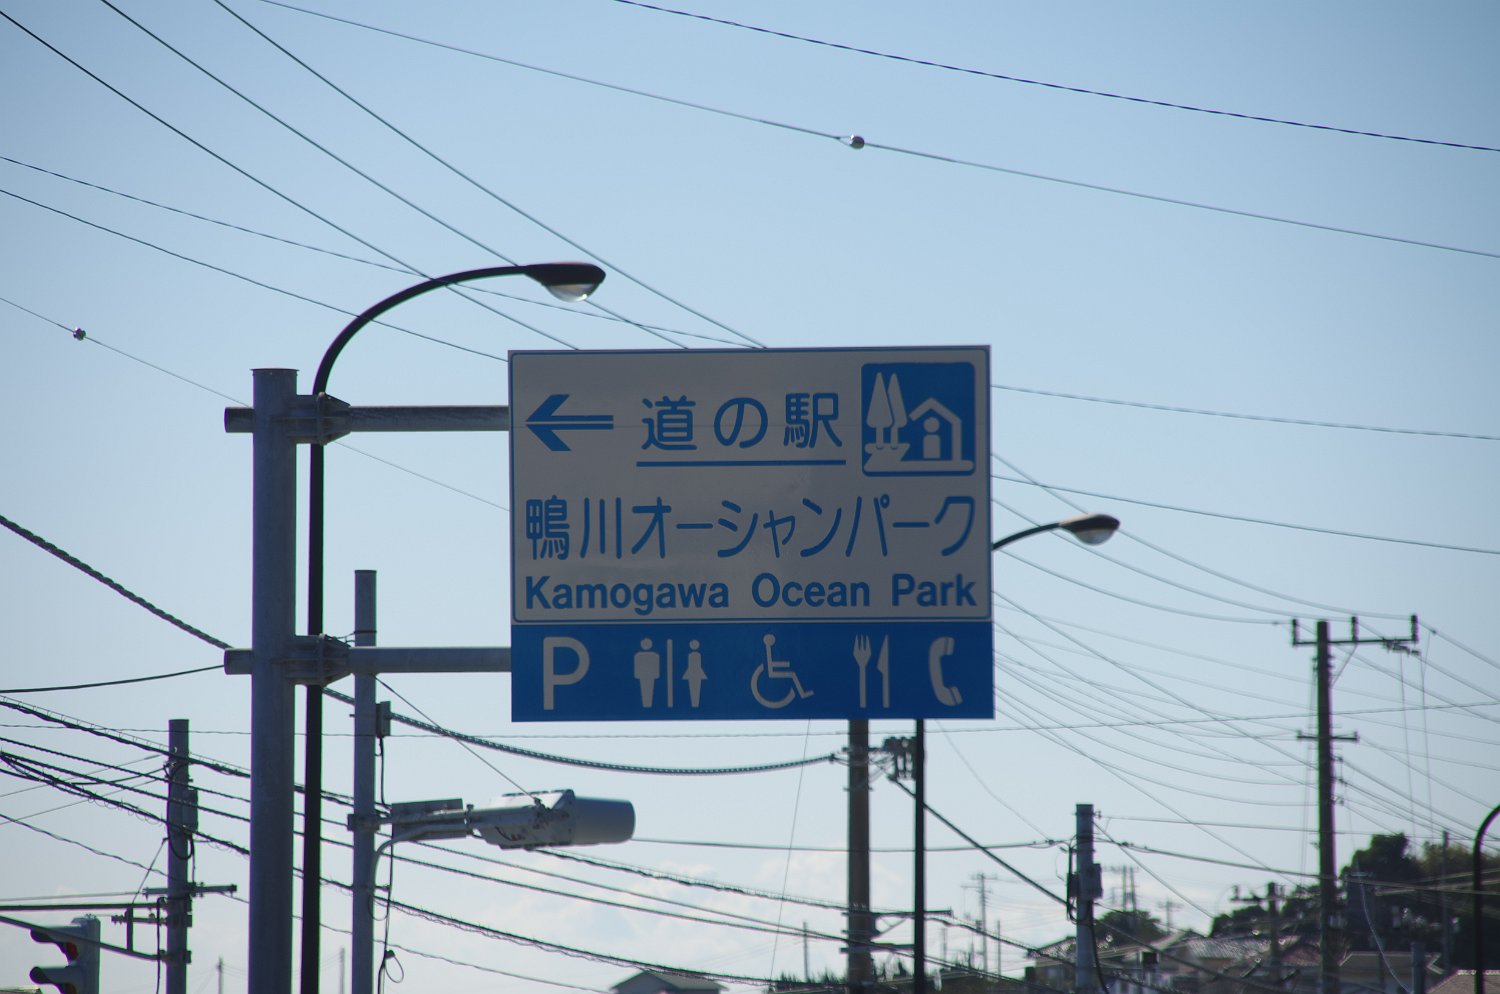 道の駅
鴨川オーシャンパーク
Kamogawa Ocean Park
P